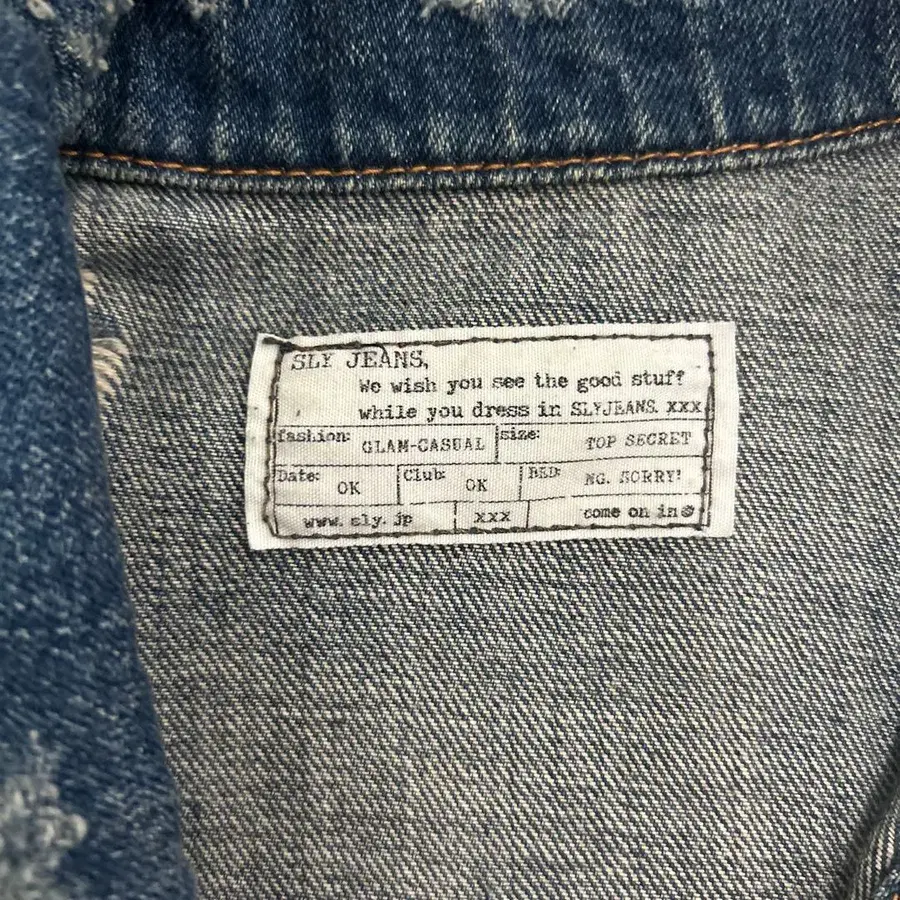 SLY JEANS,
We wish you see the good stuff
while you dress in SLYJEANS. xxx
fashion: GLAM-CASUAL size: TOP SECRET
Date: OK Club: OK BED: NG. SORRY!
www.sly.jp xxx come on in